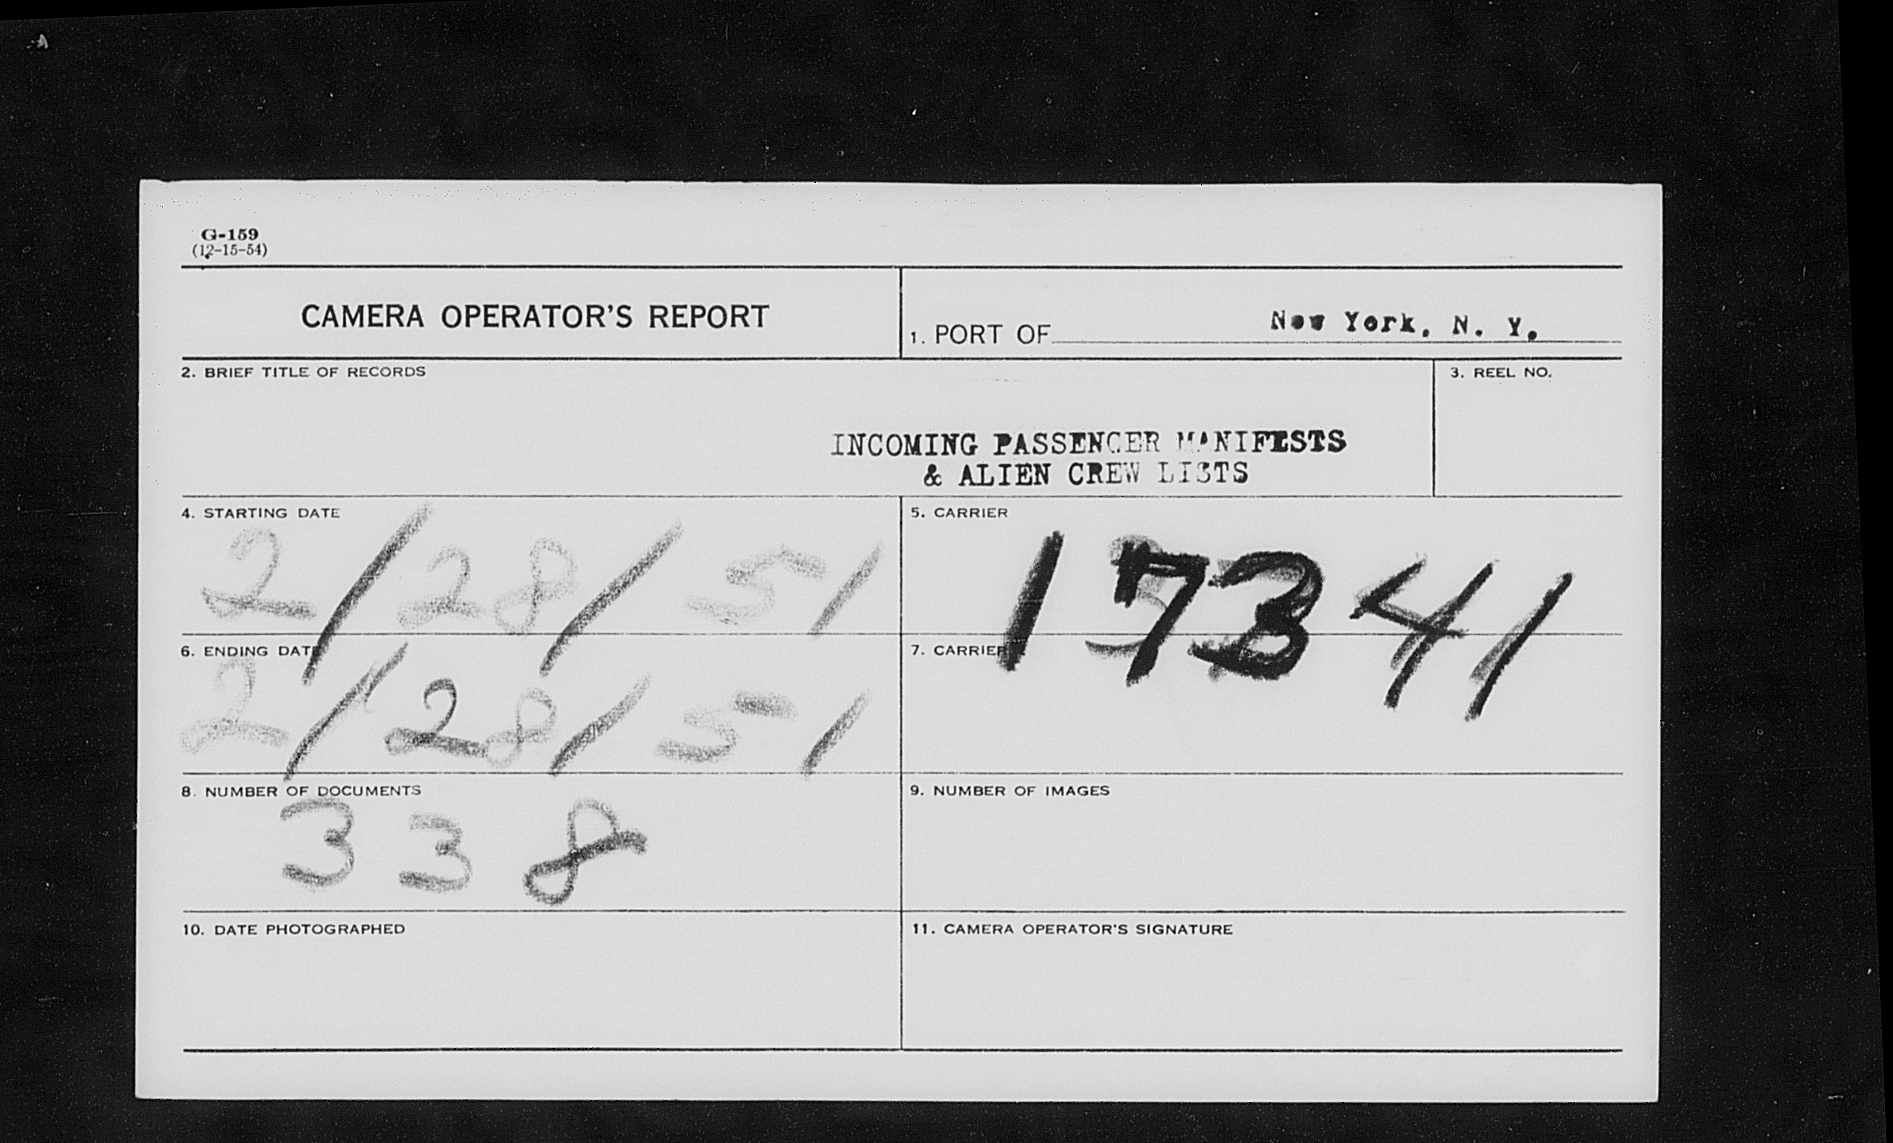 G-159
(12-15-54)
CAMERA OPERATOR'S REPORT
1. PORT OF New York, N. Y.
2. BRIEF TITLE OF RECORDS
3. REEL NO.
INCOMING PASSENGER MANIFESTS
& ALIEN CREW LISTS
4. STARTING DATE
2/28/51
5. CARRIER
17341
6. ENDING DATE
2/28/51
7. CARRIER
8. NUMBER OF DOCUMENTS
338
9. NUMBER OF IMAGES
10. DATE PHOTOGRAPHED
11. CAMERA OPERATOR'S SIGNATURE